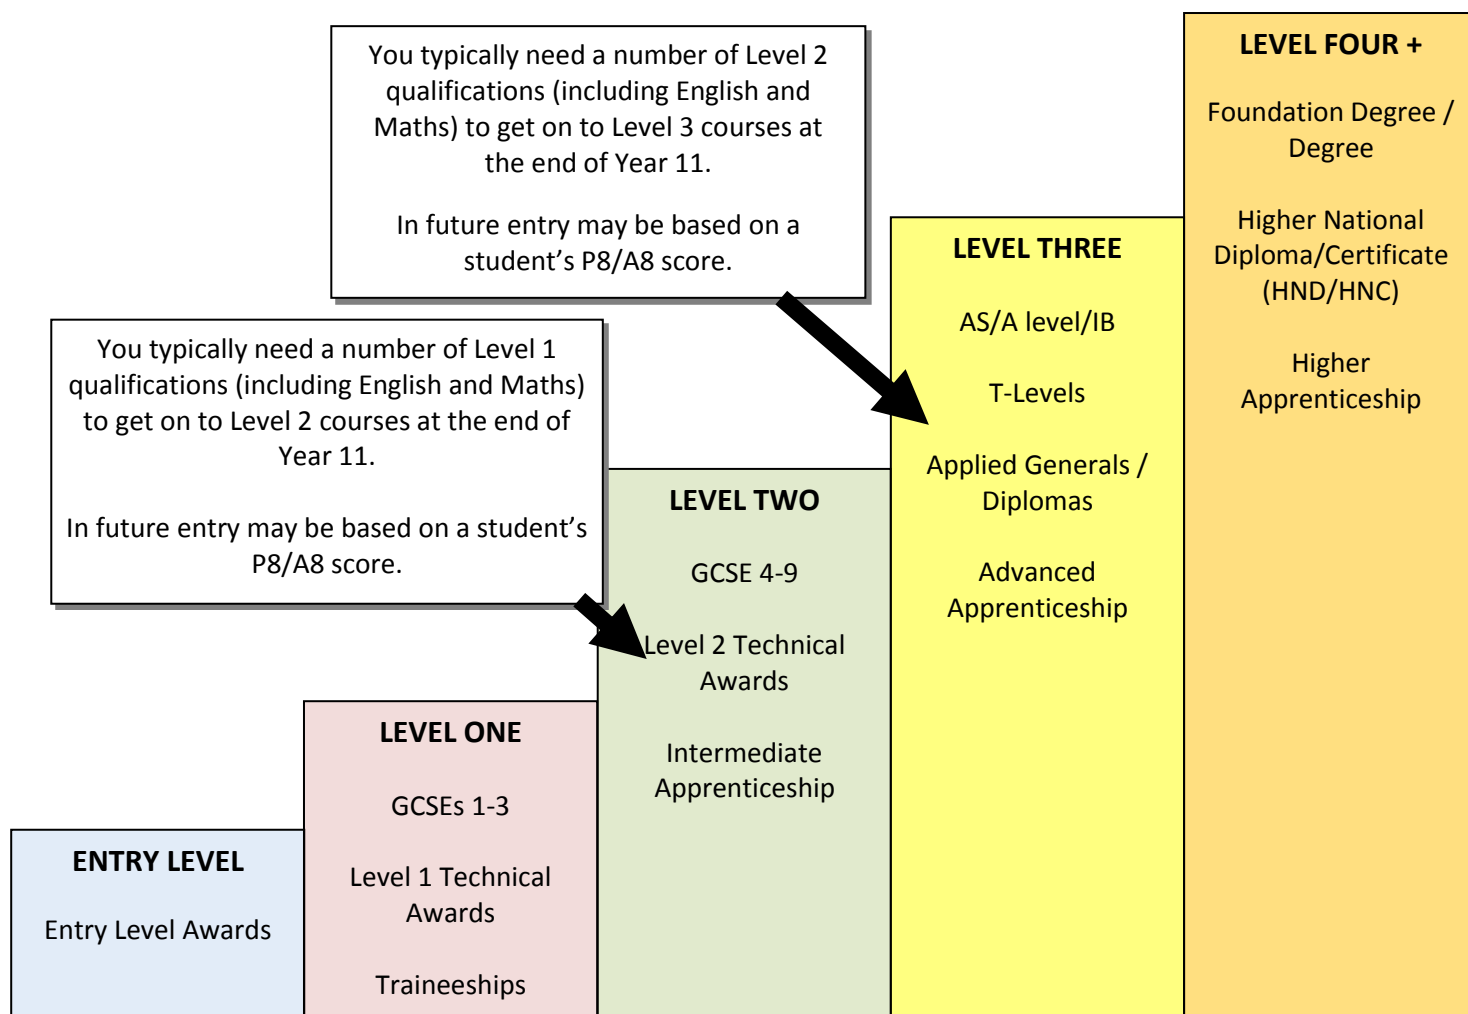 You typically need a number of Level 2
qualifications (including English and
Maths) to get on to Level 3 courses at
the end of Year 11.
In future entry may be based on a
student’s P8/A8 score.
You typically need a number of Level 1
qualifications (including English and Maths)
to get on to Level 2 courses at the end of
Year 11.
In future entry may be based on a student’s
P8/A8 score.
ENTRY LEVEL
Entry Level Awards
LEVEL ONE
GCSEs 1-3
Level 1 Technical
Awards
Traineeships
LEVEL TWO
GCSE 4-9
Level 2 Technical
Awards
Intermediate
Apprenticeship
LEVEL THREE
AS/A level/IB
T-Levels
Applied Generals /
Diplomas
Advanced
Apprenticeship
LEVEL FOUR +
Foundation Degree /
Degree
Higher National
Diploma/Certificate
(HND/HNC)
Higher
Apprenticeship